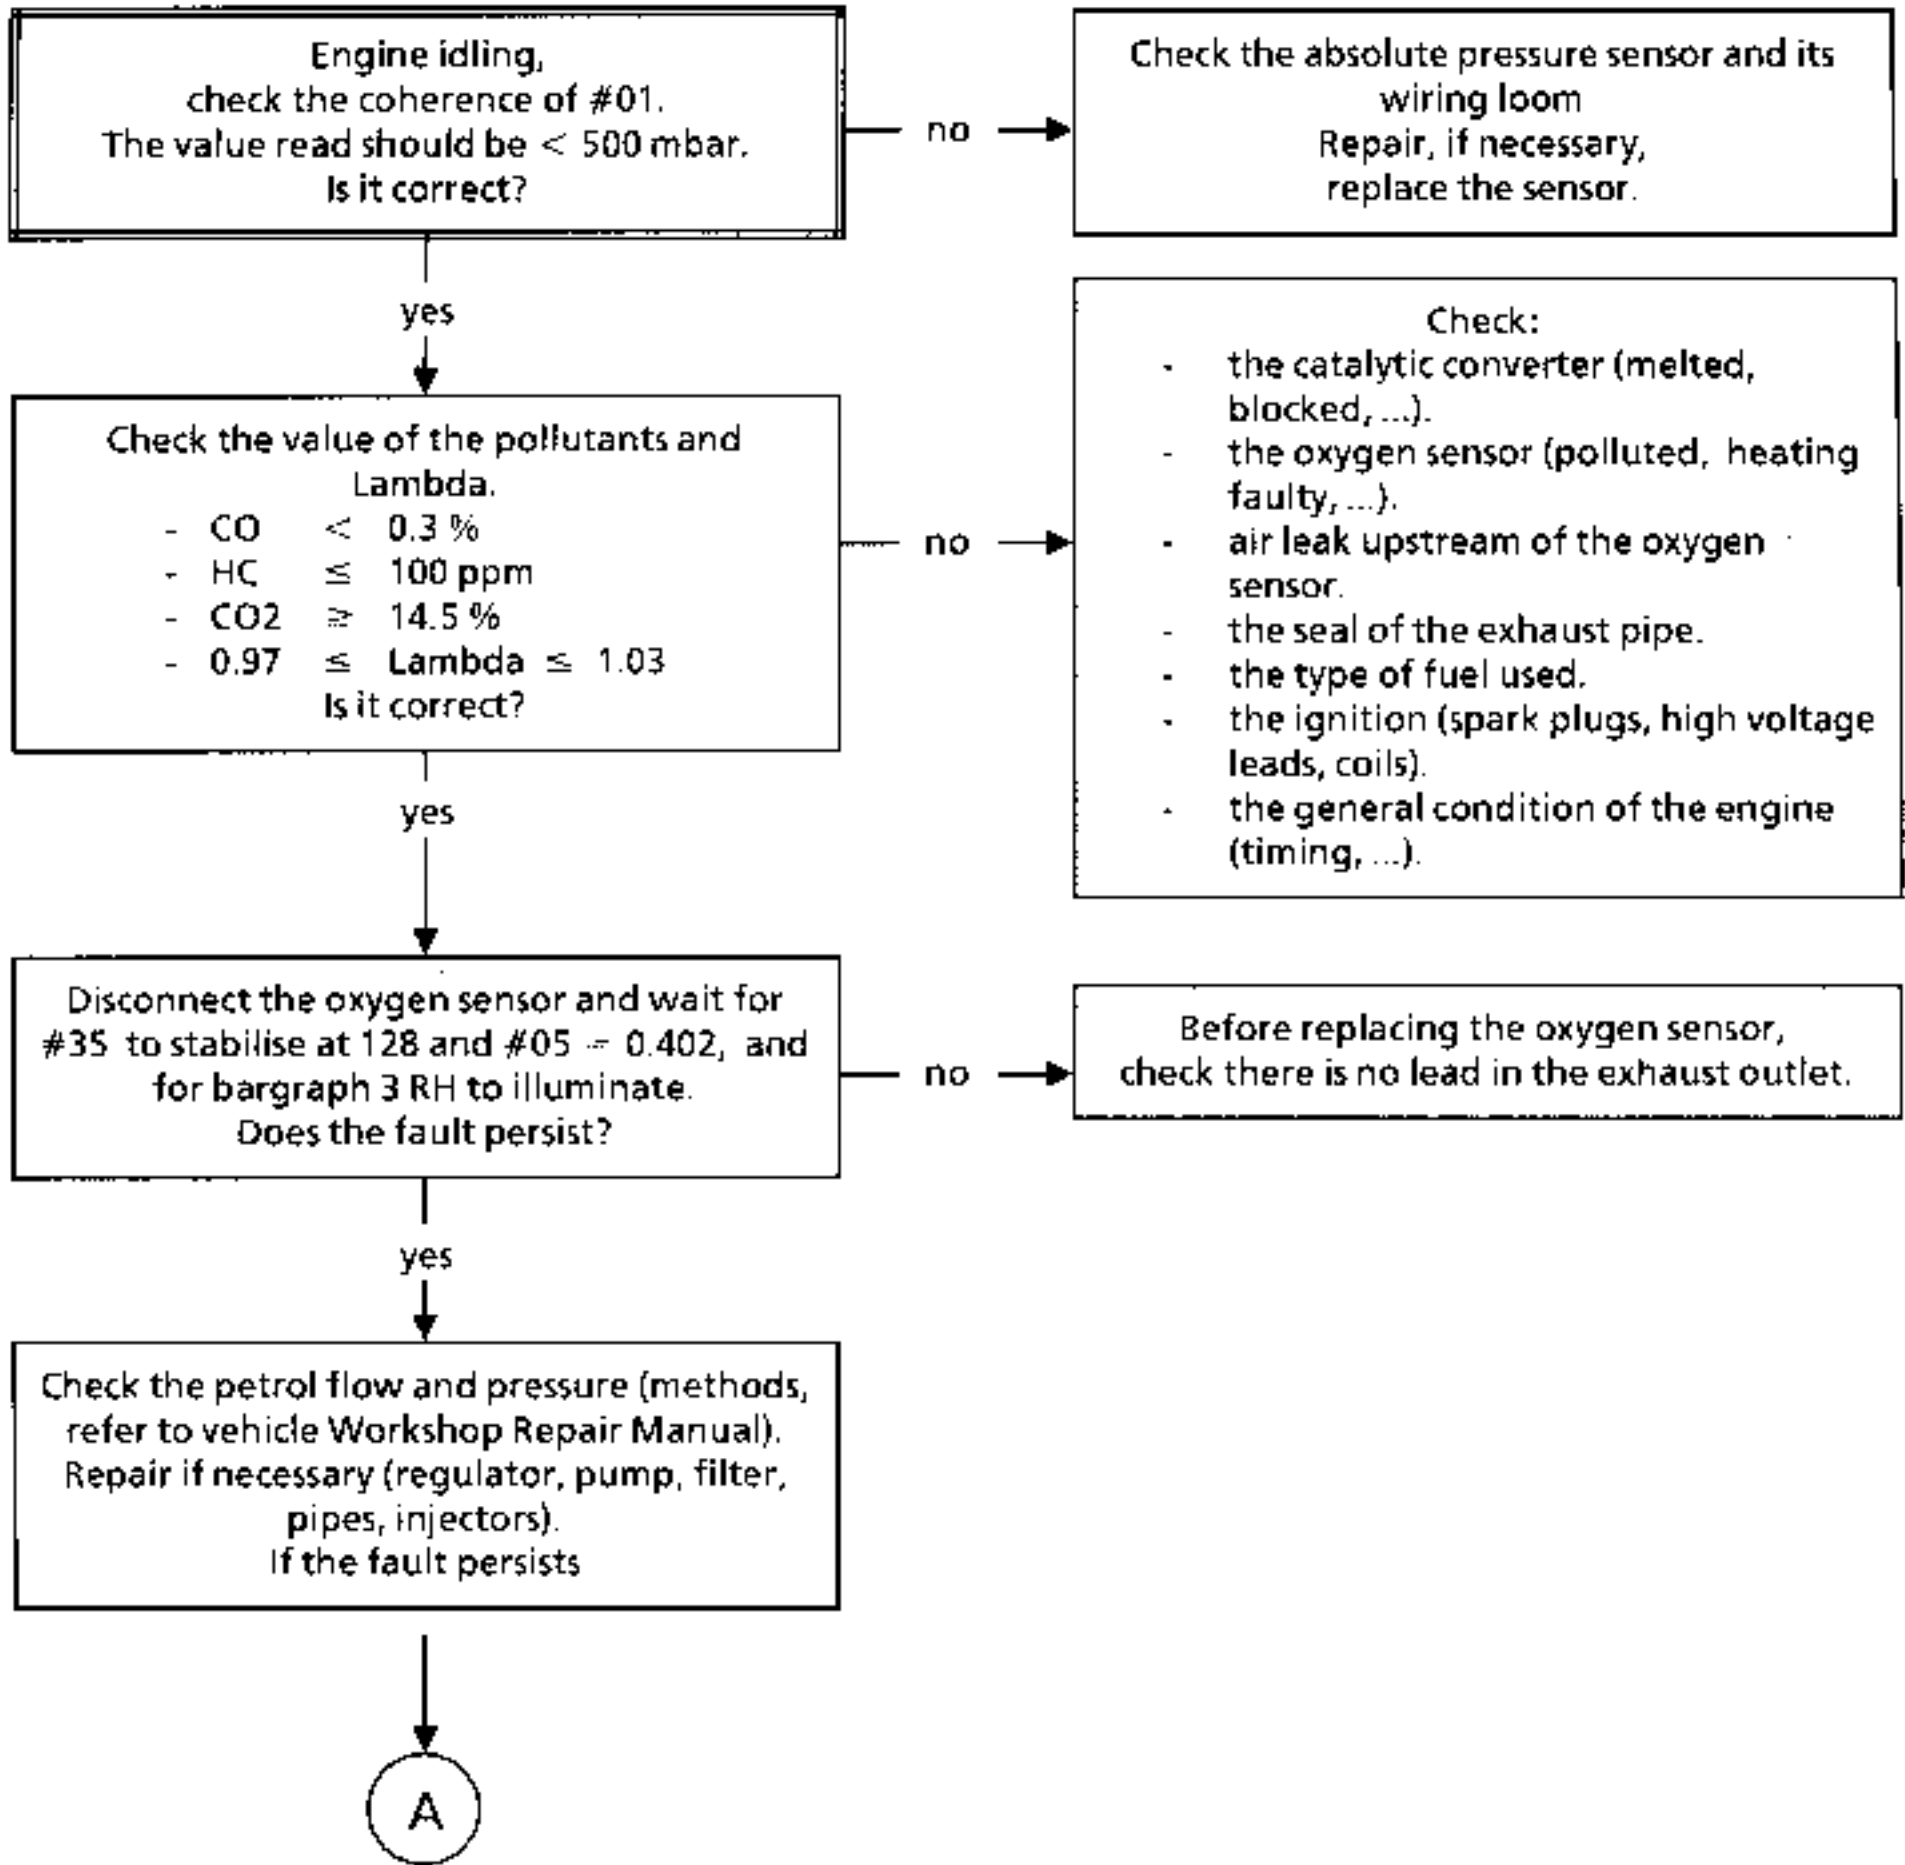 Engine idling,
check the coherence of #01.
The value read should be < 500 mbar.
Is it correct?
no
Check the absolute pressure sensor and its
wiring loom
Repair, if necessary,
replace the sensor.
yes
Check the value of the pollutants and
Lambda.
- CO < 0.3 %
- HC ≤ 100 ppm
- CO2 ≥ 14.5 %
- 0.97 ≤ Lambda ≤ 1.03
Is it correct?
no
Check:
- the catalytic converter (melted,
blocked, ...).
- the oxygen sensor (polluted, heating
faulty, ...).
- air leak upstream of the oxygen
sensor.
- the seal of the exhaust pipe.
- the type of fuel used.
- the ignition (spark plugs, high voltage
leads, coils).
- the general condition of the engine
(timing, ...).
yes
Disconnect the oxygen sensor and wait for
#35 to stabilise at 128 and #05 = 0.402, and
for bargraph 3 RH to illuminate.
Does the fault persist?
no
Before replacing the oxygen sensor,
check there is no lead in the exhaust outlet.
yes
Check the petrol flow and pressure (methods,
refer to vehicle Workshop Repair Manual).
Repair if necessary (regulator, pump, filter,
pipes, injectors).
If the fault persists
A